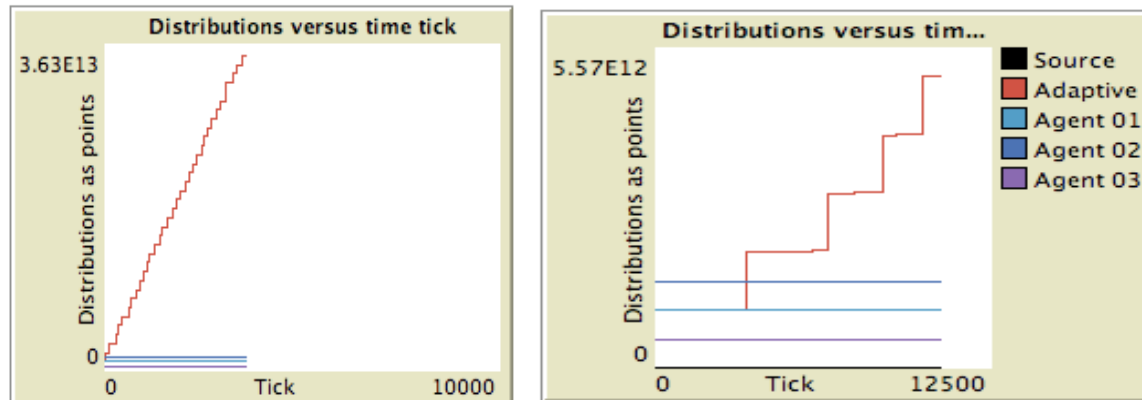 Distributions versus time tick
3.63E13
Distributions as points
0
0
Tick
10000
Distributions versus tim...
5.57E12
Distributions as points
0
0
Tick
12500
Source
Adaptive
Agent 01
Agent 02
Agent 03